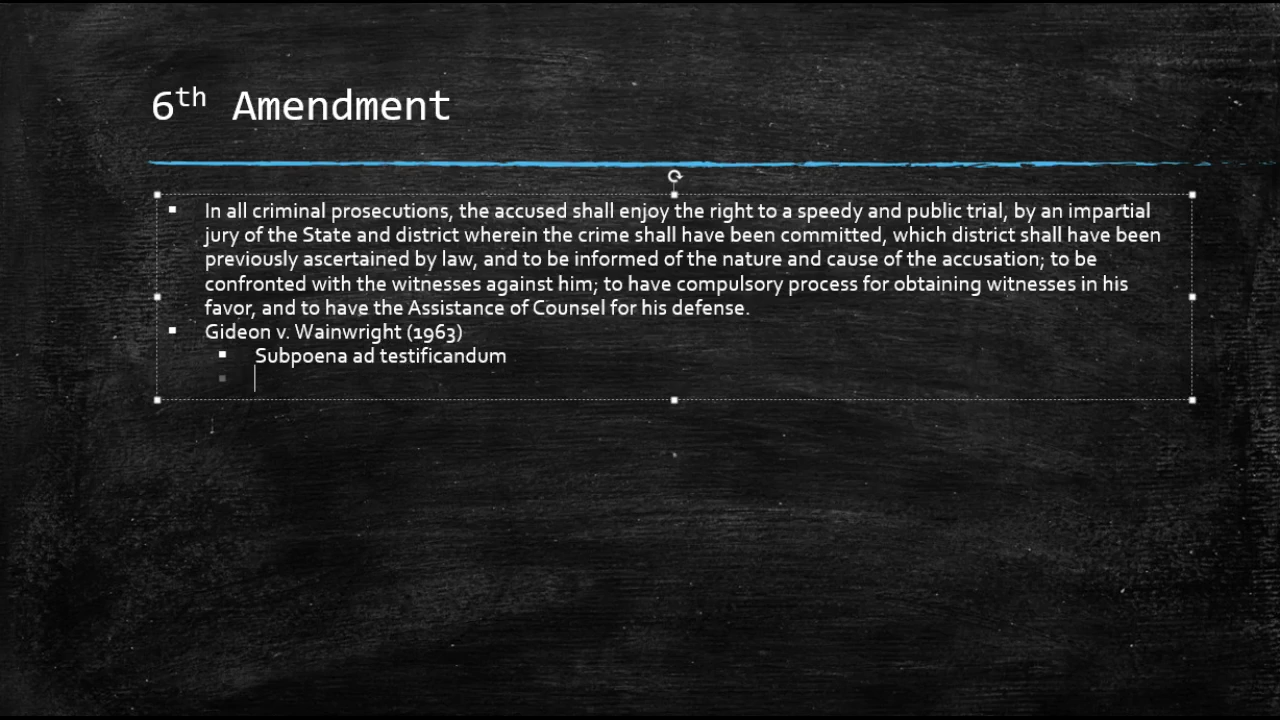 6th Amendment
In all criminal prosecutions, the accused shall enjoy the right to a speedy and public trial, by an impartial
jury of the State and district wherein the crime shall have been committed, which district shall have been
previously ascertained by law, and to be informed of the nature and cause of the accusation; to be
confronted with the witnesses against him; to have compulsory process for obtaining witnesses in his
favor, and to have the Assistance of Counsel for his defense.
Gideon v. Wainwright (1963)
Subpoena ad testificandum